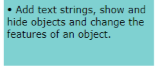 • Add text strings, show and
hide objects and change the
features of an object.